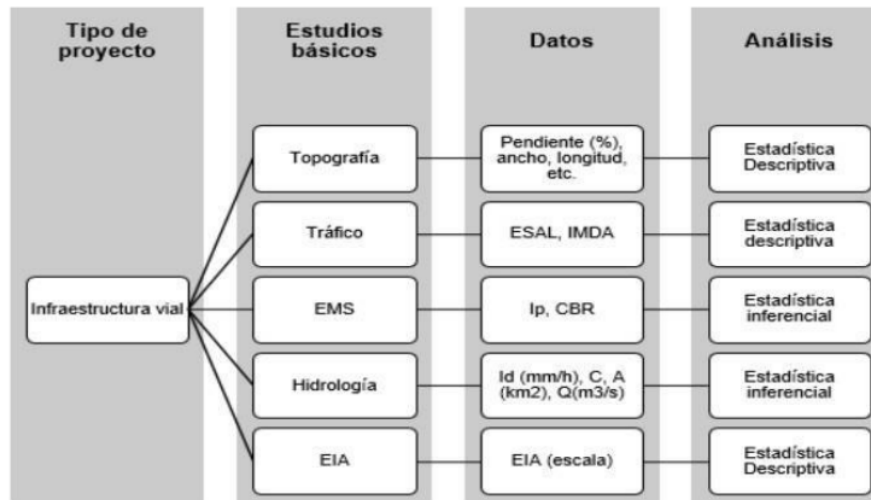 Tipo de
proyecto
Estudios
básicos
Datos
Análisis
Topografía
Pendiente (%),
ancho, longitud,
etc.
Estadística
Descriptiva
Tráfico
ESAL, IMDA
Estadística
descriptiva
Infraestructura vial
EMS
Ip, CBR
Estadística
inferencial
Hidrología
Id (mm/h), C, A
(km2), Q(m3/s)
Estadística
inferencial
EIA
EIA (escala)
Estadística
Descriptiva